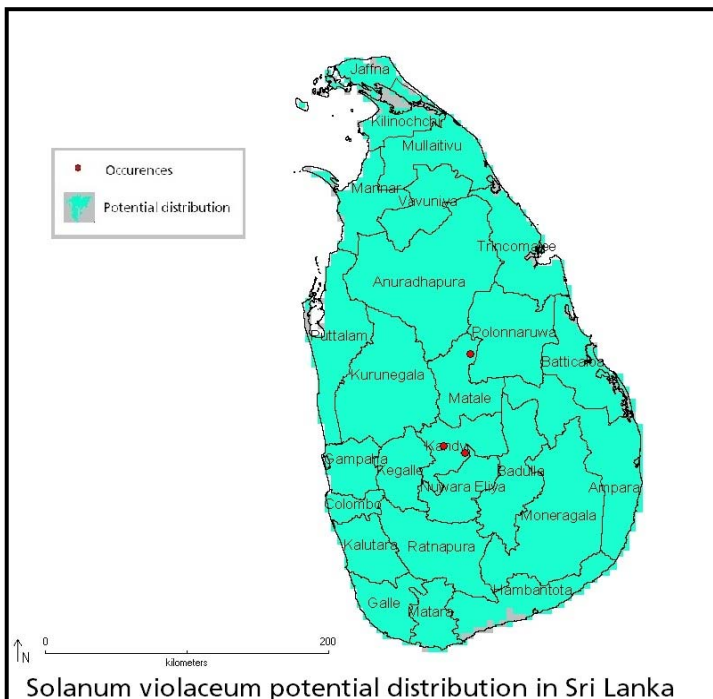 Jaffna
Kilinochchi
Mullaitivu
Occurences
Potential distribution
Mannar
Vavuniya
Trincomalee
Anuradhapura
Puttalam
Polonnaruwa
Batticaloa
Kurunegala
Matale
Kandy
Gampaha
Kegalle
Badulla
Nuwara Eliya
Ampara
Colombo
Moneragala
Kalutara
Ratnapura
Hambantota
Galle
Matara
N
0
200
kilometers
Solanum violaceum potential distribution in Sri Lanka